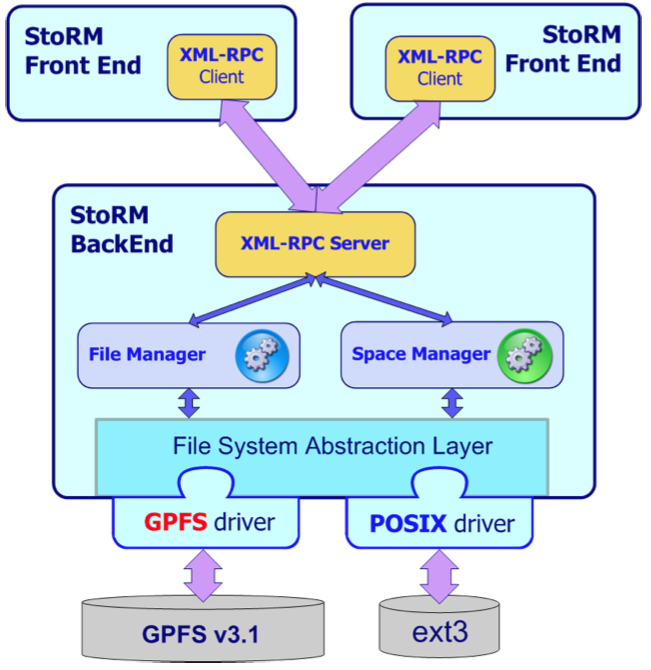 StoRM
Front End
XML-RPC
Client
XML-RPC
Client
StoRM
Front End
StoRM
BackEnd
XML-RPC Server
File Manager
Space Manager
File System Abstraction Layer
GPFS driver
POSIX driver
GPFS v3.1
ext3